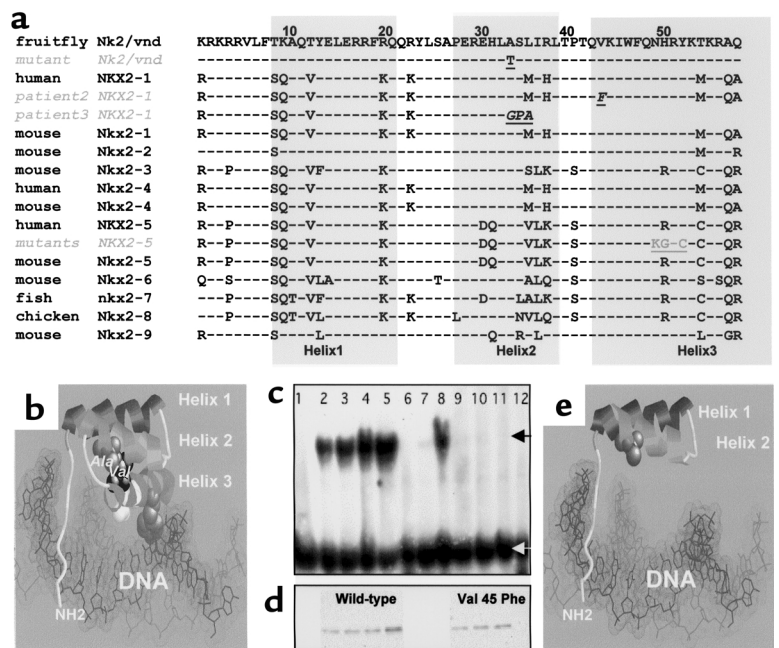 a
10 20 30 40 50
fruitfly Nk2/vnd KRKRRVLFTKAQTYELERRFRQQRYLSAPEREHLASLIRLTPTQVKIWFQNHRYKTKRAQ
mutant Nk2/vnd ----------------------------------T-------------------------
human NKX2-1 R-------SQ--V-------K--K------------M-H----------------M--QA
patient2 NKX2-1 R-------SQ--V-------K--K------------M-H-----F----------M--QA
patient3 NKX2-1 R-------SQ--V-------K--K----------GPA-----------------------
mouse Nkx2-1 R-------SQ--V-------K--K------------M-H----------------M--QA
mouse Nkx2-2 --------S----------------------------------------------M---R
mouse Nkx2-3 R--P----SQ--VF------K---------------SLK--S---------R---C--QR
human Nkx2-4 R-------SQ--V-------K--K------------M-H----------------M--QA
mouse Nkx2-4 R-------SQ--V-------K--K------------M-H----------------M--QA
human NKX2-5 R--P----SQ--V-------K----------DQ---VLK--S---------R---C--QR
mutants NKX2-5 R--P----SQ--V-------K----------DQ---VLK--S--------KG-C-C--QR
mouse Nkx2-5 R--P----SQ--V-------K----------DQ---VLK--S---------R---C--QR
mouse Nkx2-6 Q--S----SQ--VLA-----K-----T---------ALQ--S---------R---S-SQR
fish nkx2-7 ---P----SQT-VF------K--K-------D---LALK--S---------R---C--QR
chicken Nkx2-8 ---P----SQT-VL------K--K----L------NVLQ--S---------R---C--QR
mouse Nkx2-9 R-------S----L------------------Q--R-L-----------------L--GR
Helix1 Helix2 Helix3
b
Helix 1
Helix 2
Helix 3
Ala
Val
DNA
NH2
c
1 2 3 4 5 6 7 8 9 10 11 12
d
Wild-type Val 45 Phe
e
Helix 1
Helix 2
DNA
NH2